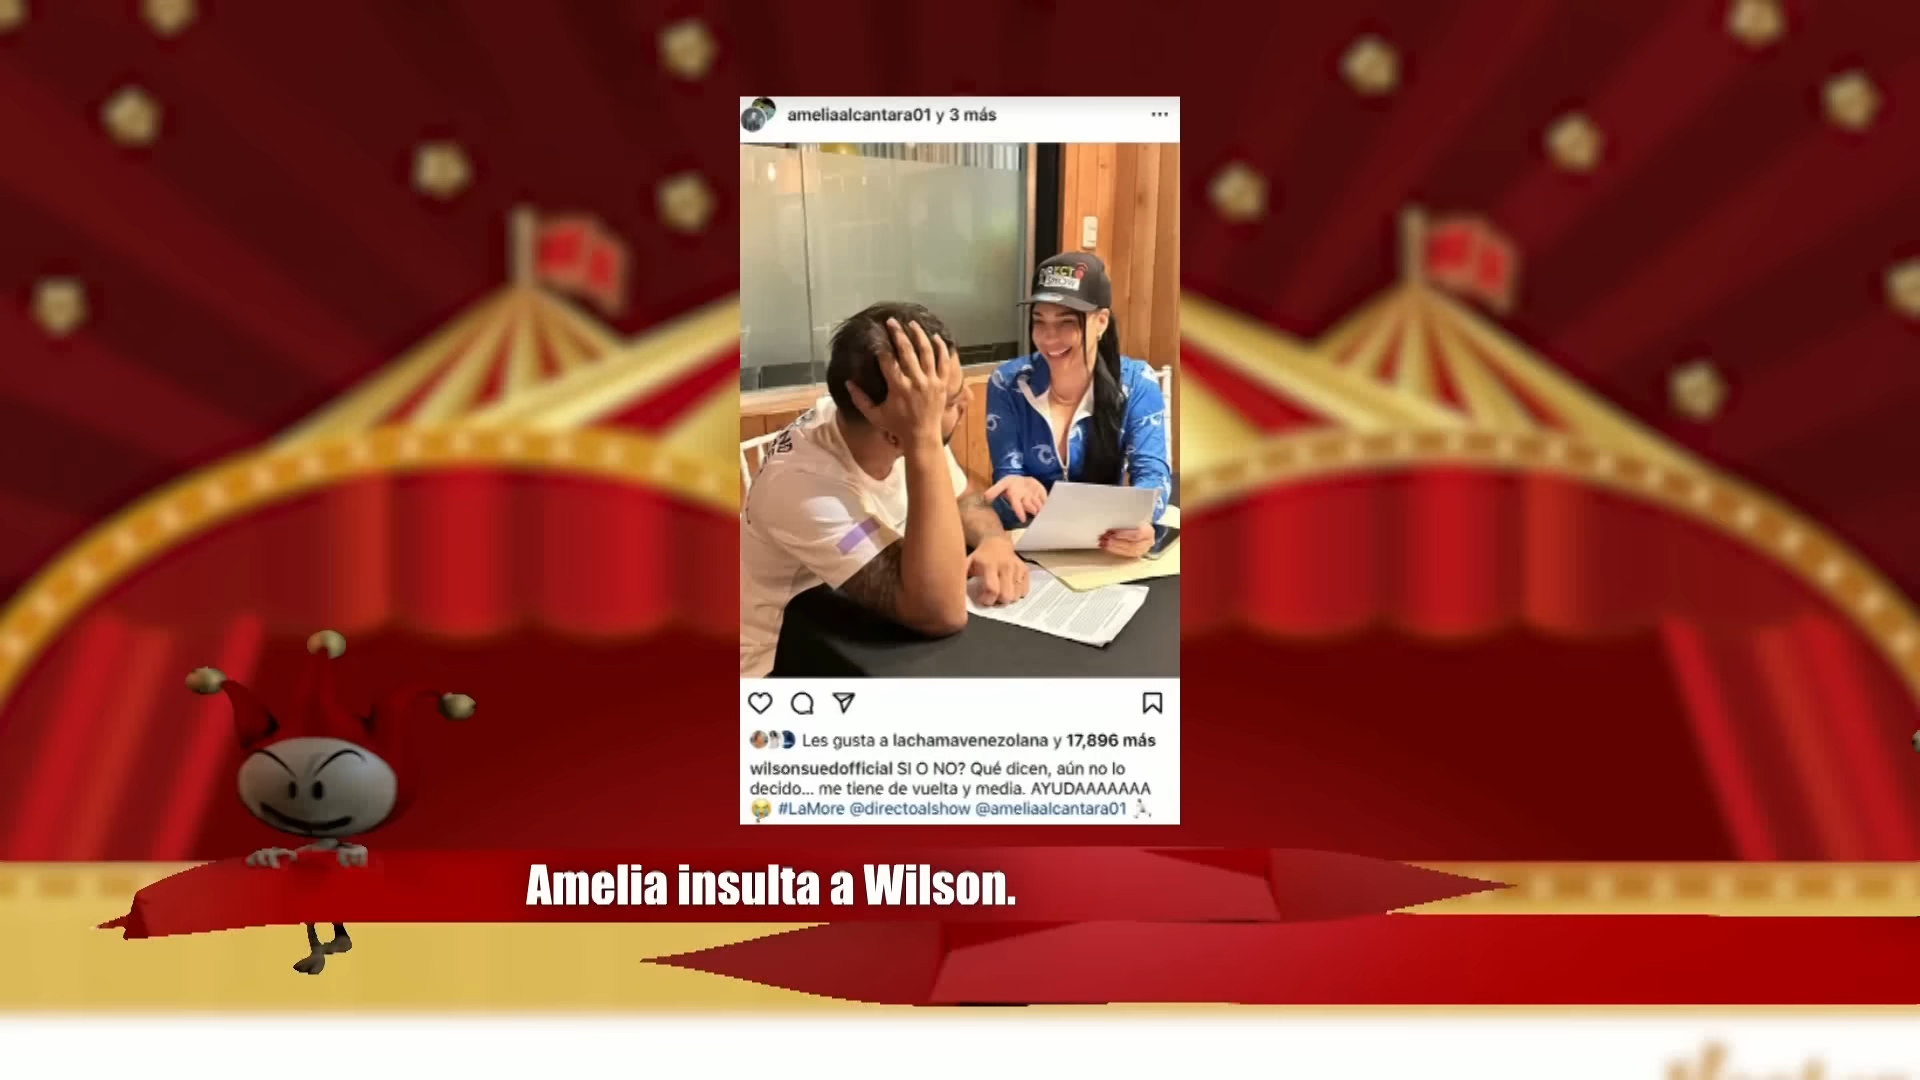 ameliaalcantara01 y 3 más
Les gusta a lachamavenezolana y 17,896 más
wilsonsuedofficial SI O NO? Qué dicen, aún no lo
decido... me tiene de vuelta y media. AYUDAAAAAAA
#LaMore @directoalshow @ameliaalcantara01
Amelia insulta a Wilson.